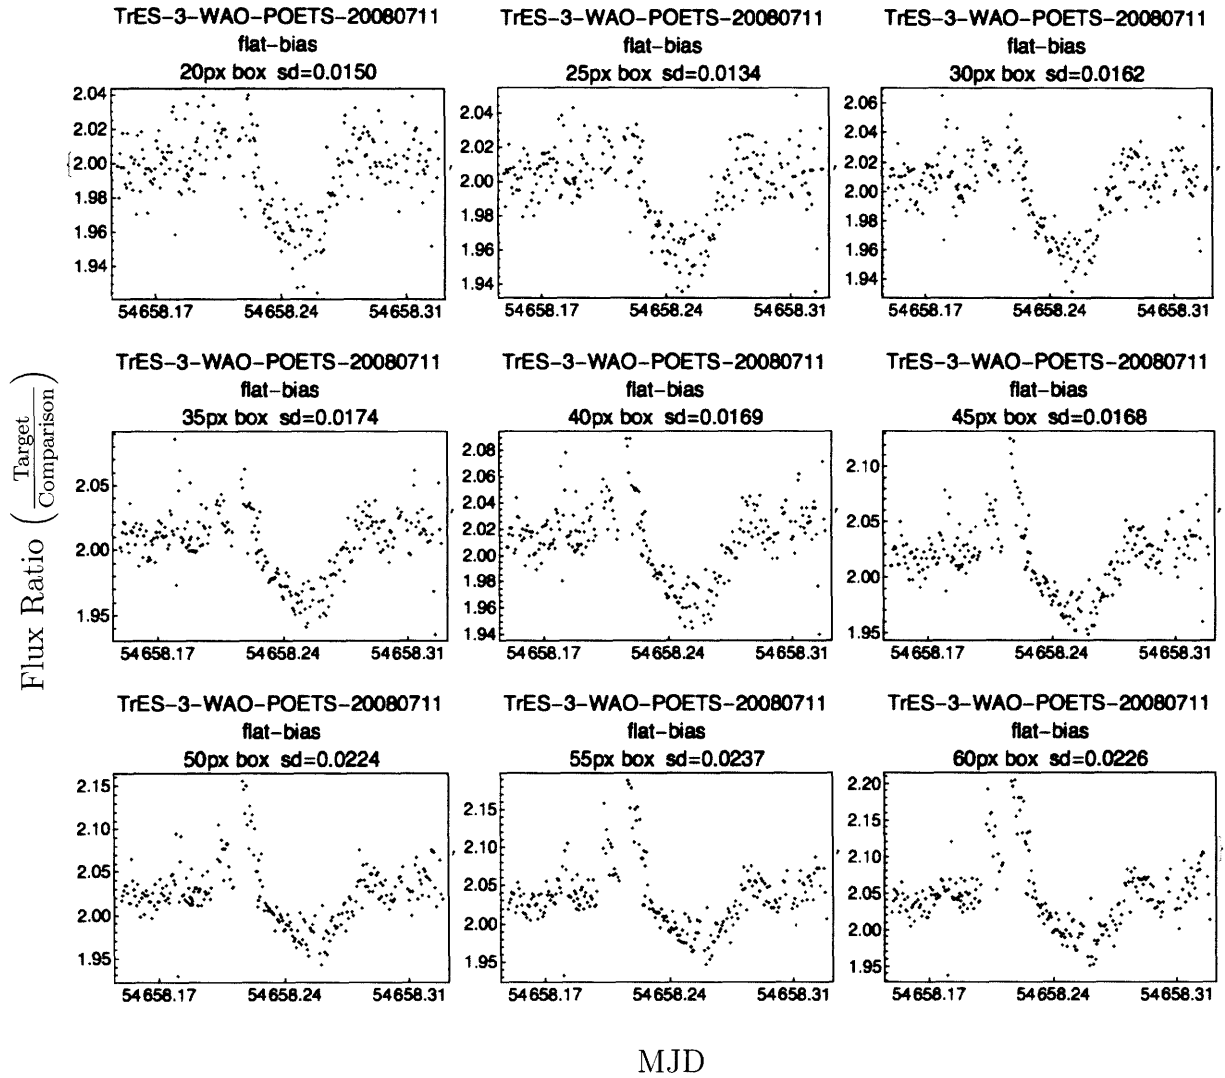 TrES-3-WAO-POETS-20080711 TrES-3-WAO-POETS-20080711 TrES-3-WAO-POETS-20080711
flat-bias flat-bias flat-bias
20px box sd=0.0150 25px box sd=0.0134 30px box sd=0.0162
2.04
2.02
2.00
1.98
1.96
1.94
54658.17 54658.24 54658.31
2.04
2.02
2.00
1.98
1.96
1.94
54658.17 54658.24 54658.31
2.06
2.04
2.02
2.00
1.98
1.96
1.94
54658.17 54658.24 54658.31
TrES-3-WAO-POETS-20080711 TrES-3-WAO-POETS-20080711 TrES-3-WAO-POETS-20080711
flat-bias flat-bias flat-bias
35px box sd=0.0174 40px box sd=0.0169 45px box sd=0.0168
2.05
2.00
1.95
54658.17 54658.24 54658.31
2.08
2.06
2.04
2.02
2.00
1.98
1.96
1.94
54658.17 54658.24 54658.31
2.10
2.05
2.00
1.95
54658.17 54658.24 54658.31
Flux Ratio (Target/Comparison)
TrES-3-WAO-POETS-20080711 TrES-3-WAO-POETS-20080711 TrES-3-WAO-POETS-20080711
flat-bias flat-bias flat-bias
50px box sd=0.0224 55px box sd=0.0237 60px box sd=0.0226
2.15
2.10
2.05
2.00
1.95
54658.17 54658.24 54658.31
2.15
2.10
2.05
2.00
1.95
54658.17 54658.24 54658.31
2.20
2.15
2.10
2.05
2.00
1.95
54658.17 54658.24 54658.31
MJD